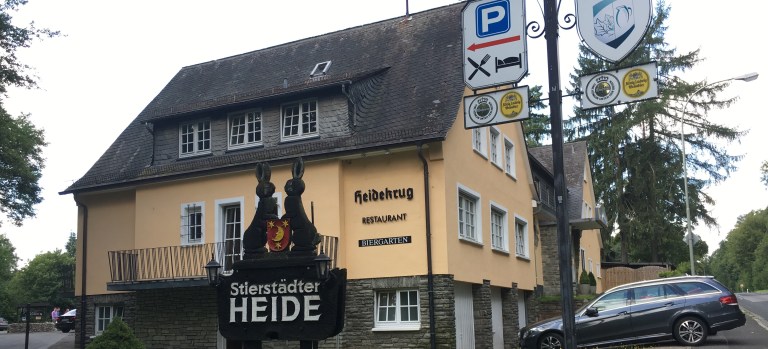 P
Heidekrug
RESTAURANT
BIERGARTEN
Stierstädter
HEIDE